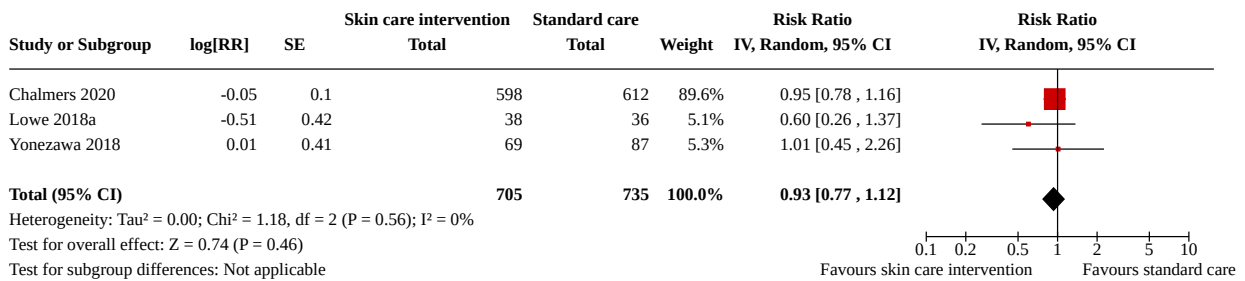 Skin care intervention Standard care Risk Ratio Risk Ratio
Study or Subgroup log[RR] SE Total Total Weight IV, Random, 95% CI IV, Random, 95% CI
Chalmers 2020 -0.05 0.1 598 612 89.6% 0.95 [0.78 , 1.16]
Lowe 2018a -0.51 0.42 38 36 5.1% 0.60 [0.26 , 1.37]
Yonezawa 2018 0.01 0.41 69 87 5.3% 1.01 [0.45 , 2.26]
Total (95% CI) 705 735 100.0% 0.93 [0.77 , 1.12]
Heterogeneity: Tau² = 0.00; Chi² = 1.18, df = 2 (P = 0.56); I² = 0%
Test for overall effect: Z = 0.74 (P = 0.46) 0.1 0.2 0.5 1 2 5 10
Test for subgroup differences: Not applicable Favours skin care intervention Favours standard care